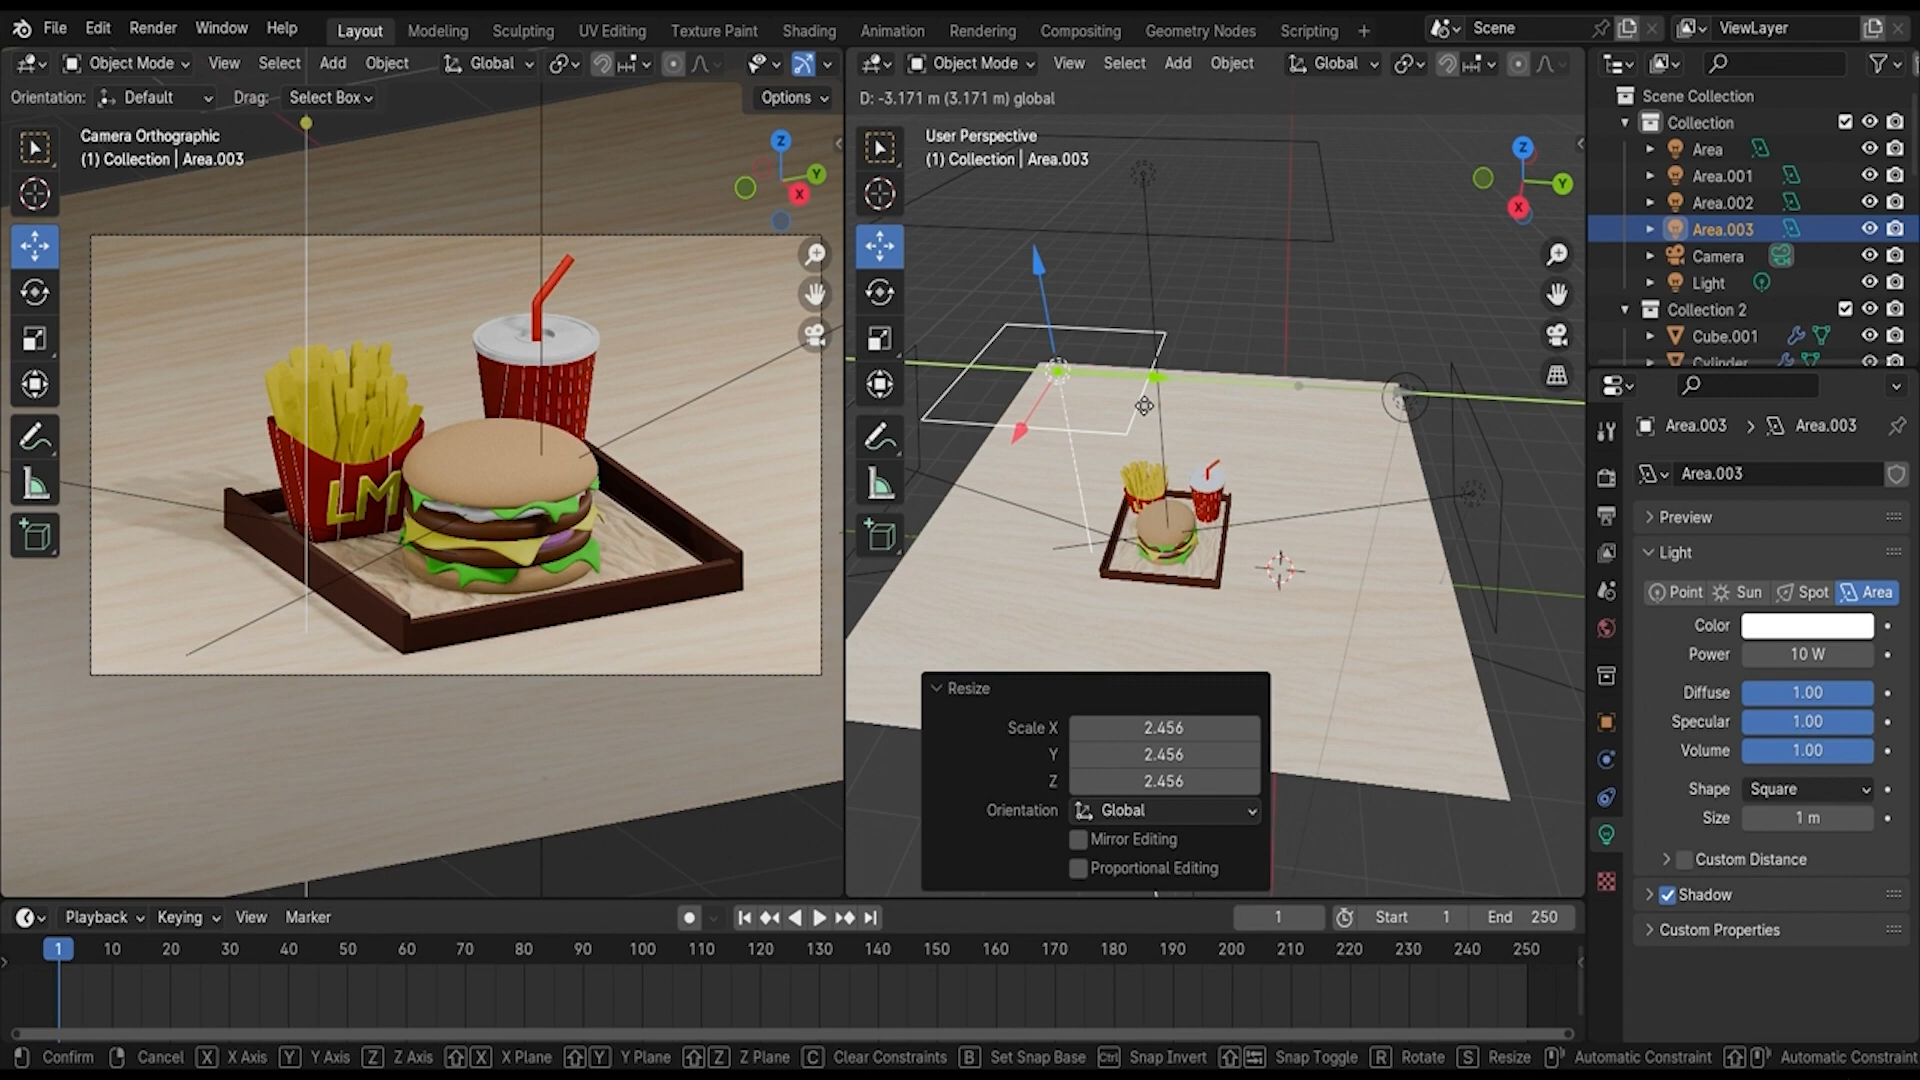 File Edit Render Window Help Layout Modeling Sculpting UV Editing Texture Paint Shading Animation Rendering Compositing Geometry Nodes Scripting + Scene ViewLayer
Object Mode View Select Add Object Global
Object Mode View Select Add Object Global
Orientation: Default Drag: Select Box Options
D: -3.171 m (3.171 m) global
Camera Orthographic
(1) Collection | Area.003
Z
Y
X
LM
User Perspective
(1) Collection | Area.003
Z
Y
X
Resize
Scale X 2.456
Y 2.456
Z 2.456
Orientation Global
Mirror Editing
Proportional Editing
Scene Collection
Collection
Area
Area.001
Area.002
Area.003
Camera
Light
Collection 2
Cube.001
Cylinder
Area.003 > Area.003
Area.003
Preview
Light
Point Sun Spot Area
Color
Power 10 W
Diffuse 1.00
Specular 1.00
Volume 1.00
Shape Square
Size 1 m
Custom Distance
Shadow
Custom Properties
Playback Keying View Marker 1 Start 1 End 250
1 10 20 30 40 50 60 70 80 90 100 110 120 130 140 150 160 170 180 190 200 210 220 230 240 250
Confirm Cancel X X Axis Y Y Axis Z Z Axis X X Plane Y Y Plane Z Z Plane C Clear Constraints B Set Snap Base Ctrl Snap Invert Snap Toggle R Rotate S Resize Automatic Constraint Automatic Constraint